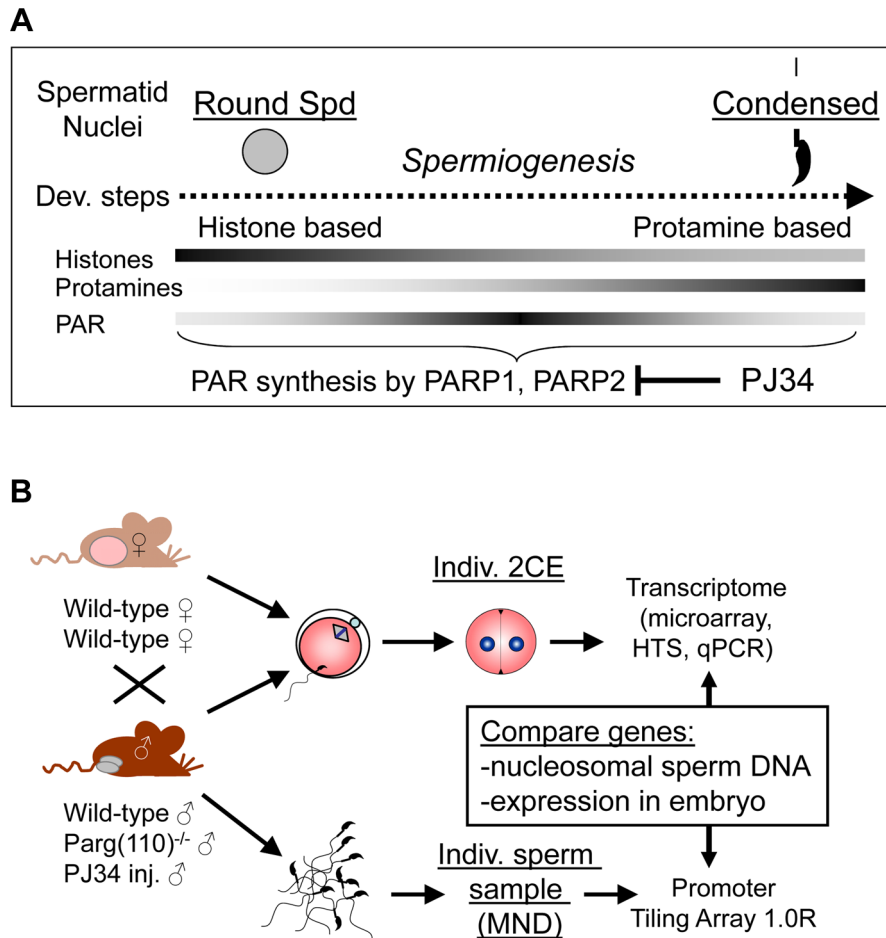 A
Spermatid
Nuclei
Round Spd
Condensed
Spermiogenesis
Dev. steps
Histone based
Protamine based
Histones
Protamines
PAR
PAR synthesis by PARP1, PARP2
PJ34
B
♀
Wild-type ♀
Wild-type ♀
Indiv. 2CE
Transcriptome
(microarray,
HTS, qPCR)
Compare genes:
-nucleosomal sperm DNA
-expression in embryo
♂
Wild-type ♂
Parg(110)-/- ♂
PJ34 inj. ♂
Indiv. sperm
sample
(MND)
Promoter
Tiling Array 1.0R